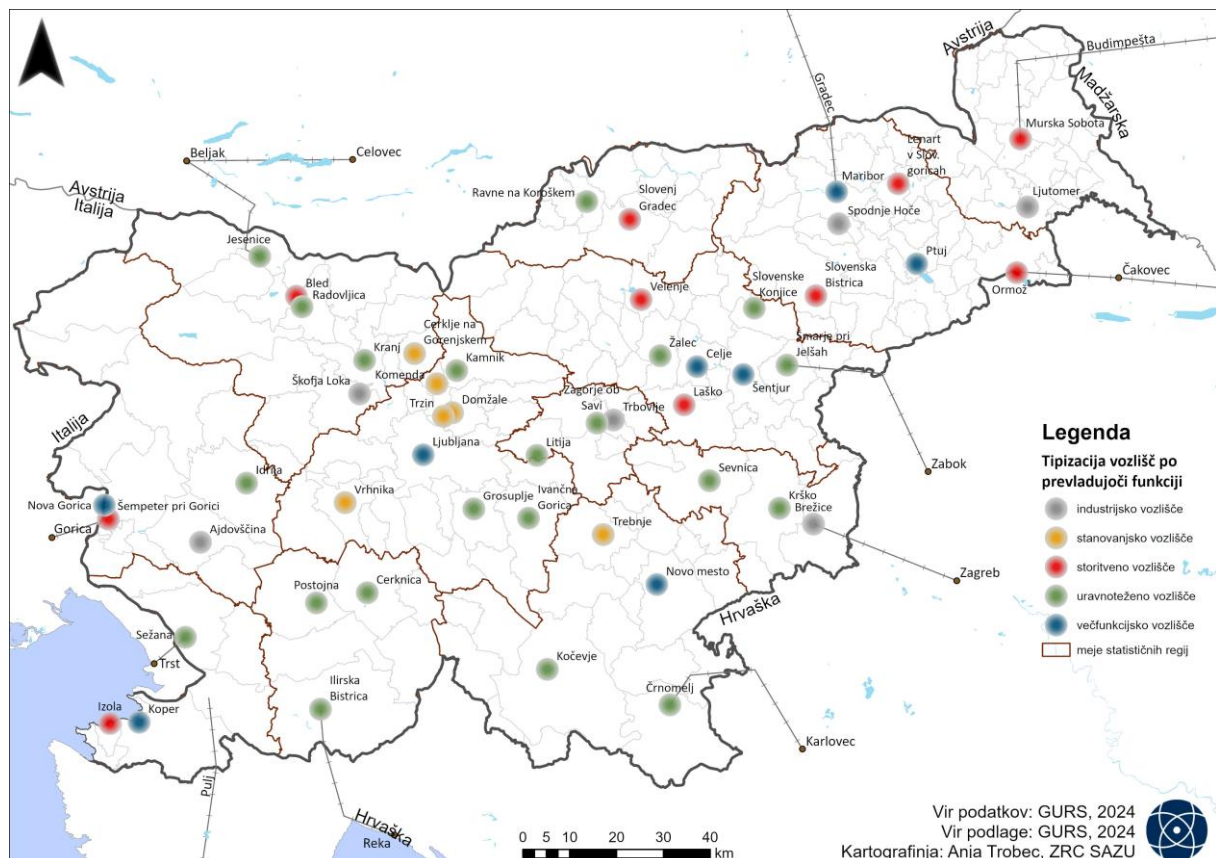 Avstrija
Budimpešta
Gradec
Madžarska
Murska Sobota
Lenart
v Slov.
goricah
Beljak
Celovec
Maribor
Ravne na Koroškem
Slovenj
Gradec
Ljutomer
Spodnje Hoče
Avstrija
Italija
Jesenice
Ptuj
Čakovec
Ormož
Bled
Radovljica
Velenje
Slovenske
Konjice
Slovenska
Bistrica
Cerklje na
Gorenjskem
Kranj
Kamnik
Žalec
Celje
Šmarje pri
Jelšah
Škofja Loka
Komenda
Šentjur
Laško
Trzin
Domžale
Zagorje ob
Savi
Trbovlje
Italija
Ljubljana
Litija
Zabok
Idrija
Sevnica
Vrhnika
Grosuplje
Ivančna
Gorica
Krško
Brežice
Nova Gorica
Šempeter pri Gorici
Gorica
Ajdovščina
Trebnje
Zagreb
Novo mesto
Hrvaška
Postojna
Cerknica
Sežana
Trst
Kočevje
Ilirska
Bistrica
Črnomelj
Izola
Koper
Karlovec
Pulj
Hrvaška
Reka
Legenda
Tipizacija vozlišč po
prevladujoči funkciji
industrijsko vozlišče
stanovanjsko vozlišče
storitveno vozlišče
uravnoteženo vozlišče
večfunkcijsko vozlišče
meje statističnih regij
0 5 10 20 30 40
km
Vir podatkov: GURS, 2024
Vir podlage: GURS, 2024
Kartografinja: Anja Trobec, ZRC SAZU